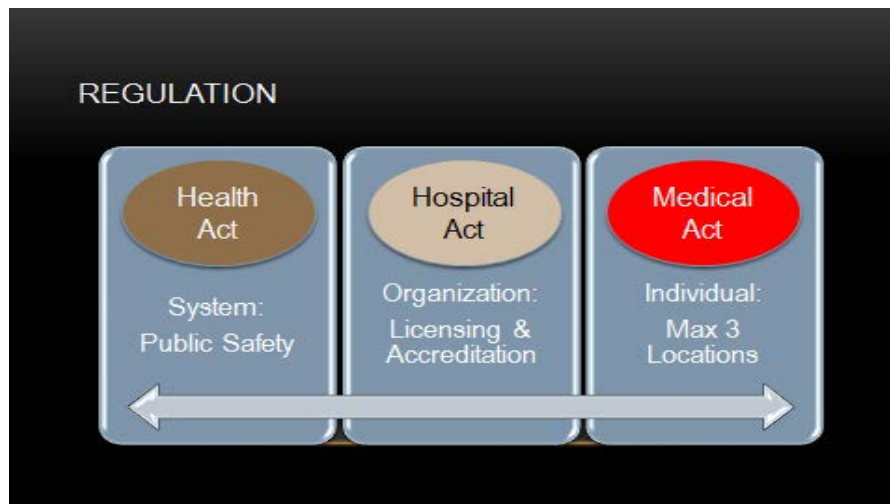 REGULATION
Health
Act
System:
Public Safety
Hospital
Act
Organization:
Licensing &
Accreditation
Medical
Act
Individual:
Max 3
Locations